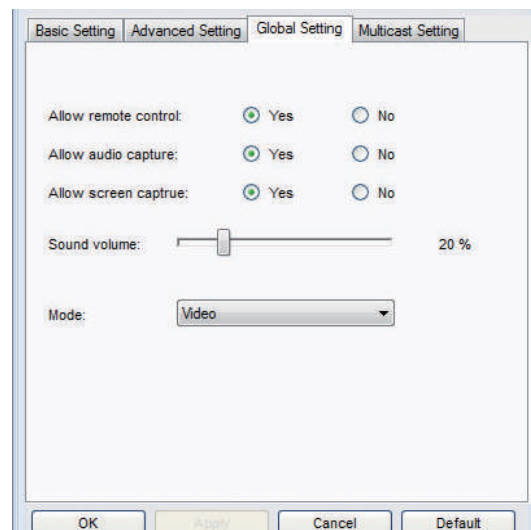 Basic Setting Advanced Setting Global Setting Multicast Setting
Allow remote control: Yes No
Allow audio capture: Yes No
Allow screen captrue: Yes No
Sound volume: 20 %
Mode: Video
OK Apply Cancel Default